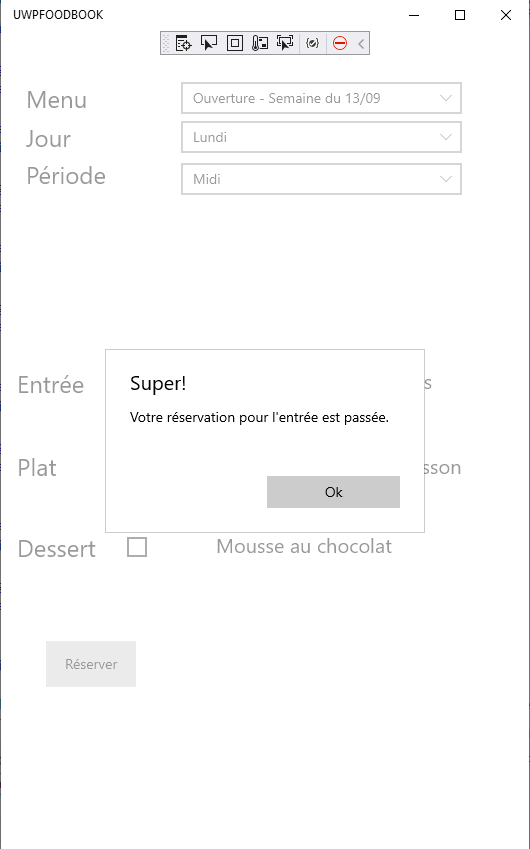 UWPFOODBOOK
Menu
Ouverture - Semaine du 13/09
Jour
Lundi
Période
Midi
Entrée
Super!
Votre réservation pour l'entrée est passée.
Plat
Ok
Dessert
Mousse au chocolat
Réserver